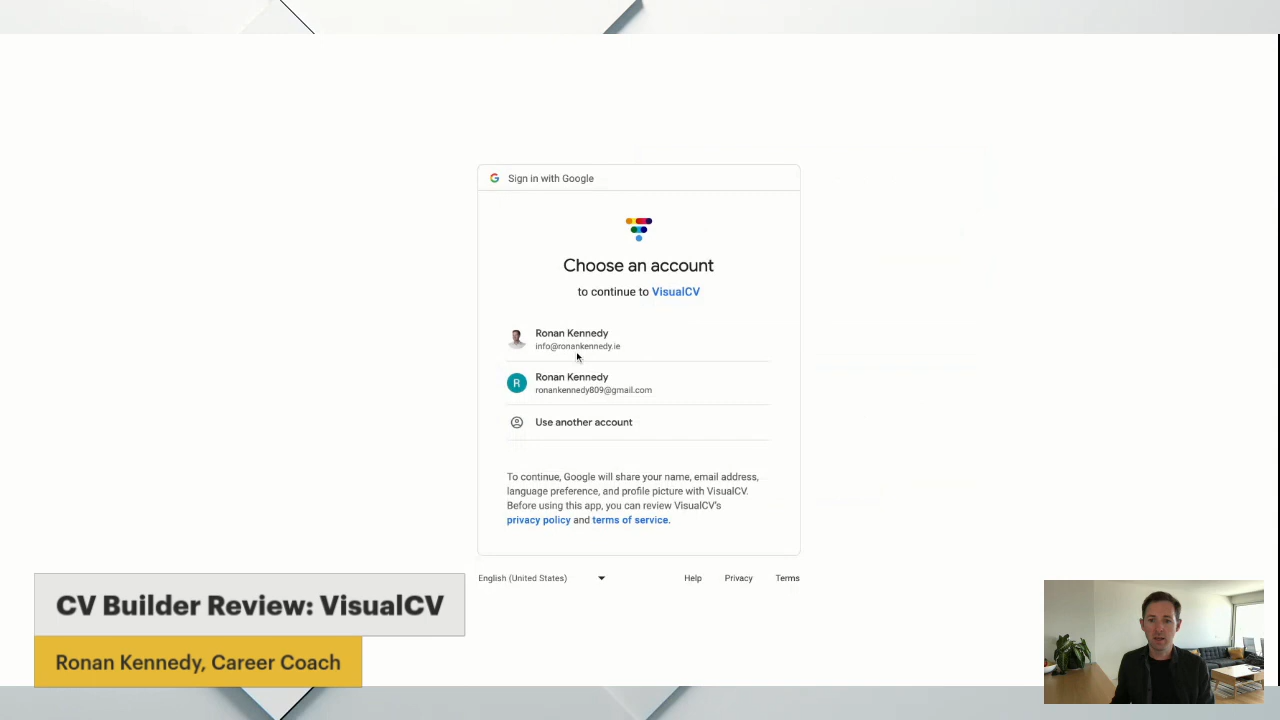 Sign in with Google
Choose an account
to continue to VisualCV
Ronan Kennedy
info@ronankennedy.ie
R
Ronan Kennedy
ronankennedy809@gmail.com
Use another account
To continue, Google will share your name, email address,
language preference, and profile picture with VisualCV.
Before using this app, you can review VisualCV's
privacy policy and terms of service.
English (United States)
Help
Privacy
Terms
CV Builder Review: VisualCV
Ronan Kennedy, Career Coach